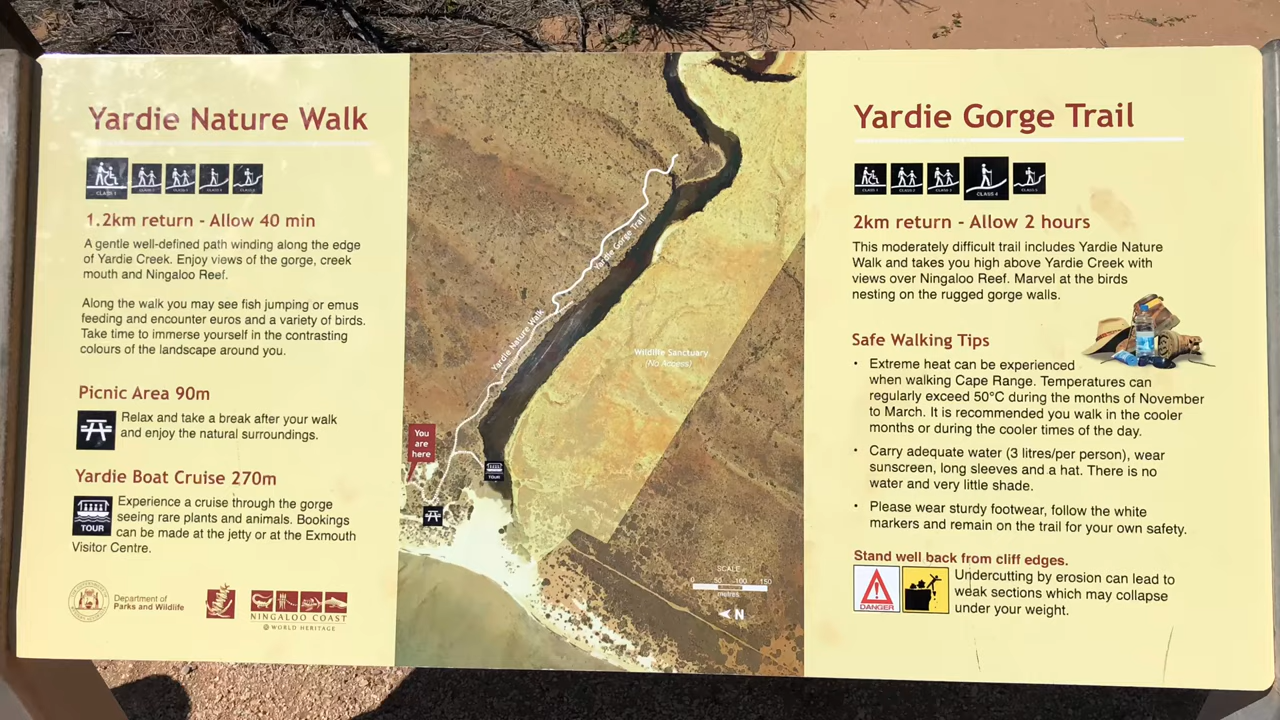 Yardie Nature Walk
CLASS 1
1.2km return - Allow 40 min
A gentle well-defined path winding along the edge
of Yardie Creek. Enjoy views of the gorge, creek
mouth and Ningaloo Reef.
Along the walk you may see fish jumping or emus
feeding and encounter euros and a variety of birds.
Take time to immerse yourself in the contrasting
colours of the landscape around you.
Picnic Area 90m
Relax and take a break after your walk
and enjoy the natural surroundings.
Yardie Boat Cruise 270m
Experience a cruise through the gorge
seeing rare plants and animals. Bookings
can be made at the jetty or at the Exmouth
Visitor Centre.
TOUR
Department of
Parks and Wildlife
NINGALOO COAST
WORLD HERITAGE
Yardie Gorge Trail
Yardie Nature Walk
Wildlife Sanctuary
(No Access)
You
are
here
TOUR
SCALE
0 50 100 150
metres
N
Yardie Gorge Trail
CLASS 4
2km return - Allow 2 hours
This moderately difficult trail includes Yardie Nature
Walk and takes you high above Yardie Creek with
views over Ningaloo Reef. Marvel at the birds
nesting on the rugged gorge walls.
Safe Walking Tips
• Extreme heat can be experienced
when walking Cape Range. Temperatures can
regularly exceed 50°C during the months of November
to March. It is recommended you walk in the cooler
months or during the cooler times of the day.
• Carry adequate water (3 litres/per person), wear
sunscreen, long sleeves and a hat. There is no
water and very little shade.
• Please wear sturdy footwear, follow the white
markers and remain on the trail for your own safety.
Stand well back from cliff edges.
DANGER
Undercutting by erosion can lead to
weak sections which may collapse
under your weight.